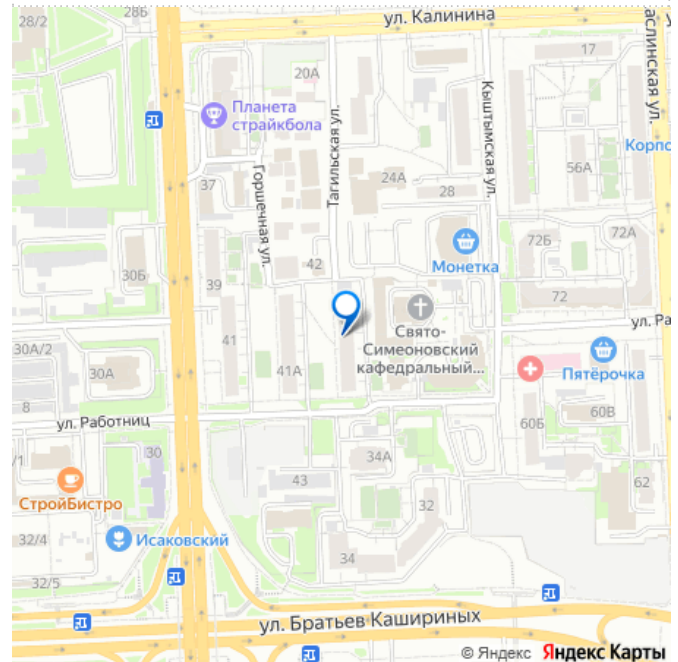 28/2
28Б
ул. Калинина
аслинская ул.
17
20А
Планета
страйкбола
Тагильская ул.
Кыштымская ул.
Корпо
56А
24А
28
37
Горшечная ул.
72Б
72А
42
Монетка
30Б
39
72
41
Свято-
Симеоновский
кафедральный...
ул. Ра
30А/2
30А
41А
Пятёрочка
8
ул. Работниц
60Б
60В
/1
30
34А
43
62
СтройБистро
32
32/4
Исаковский
34
32/5
ул. Братьев Кашириных
© Яндекс Яндекс Карты